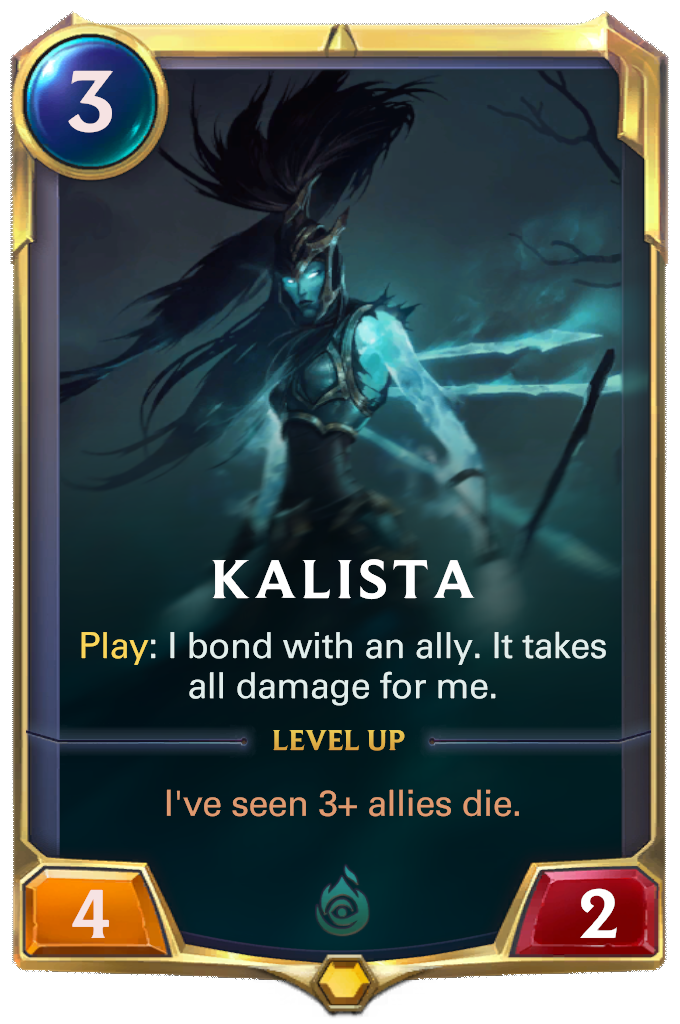 3
KALISTA
Play: I bond with an ally. It takes
all damage for me.
LEVEL UP
I've seen 3+ allies die.
4
2